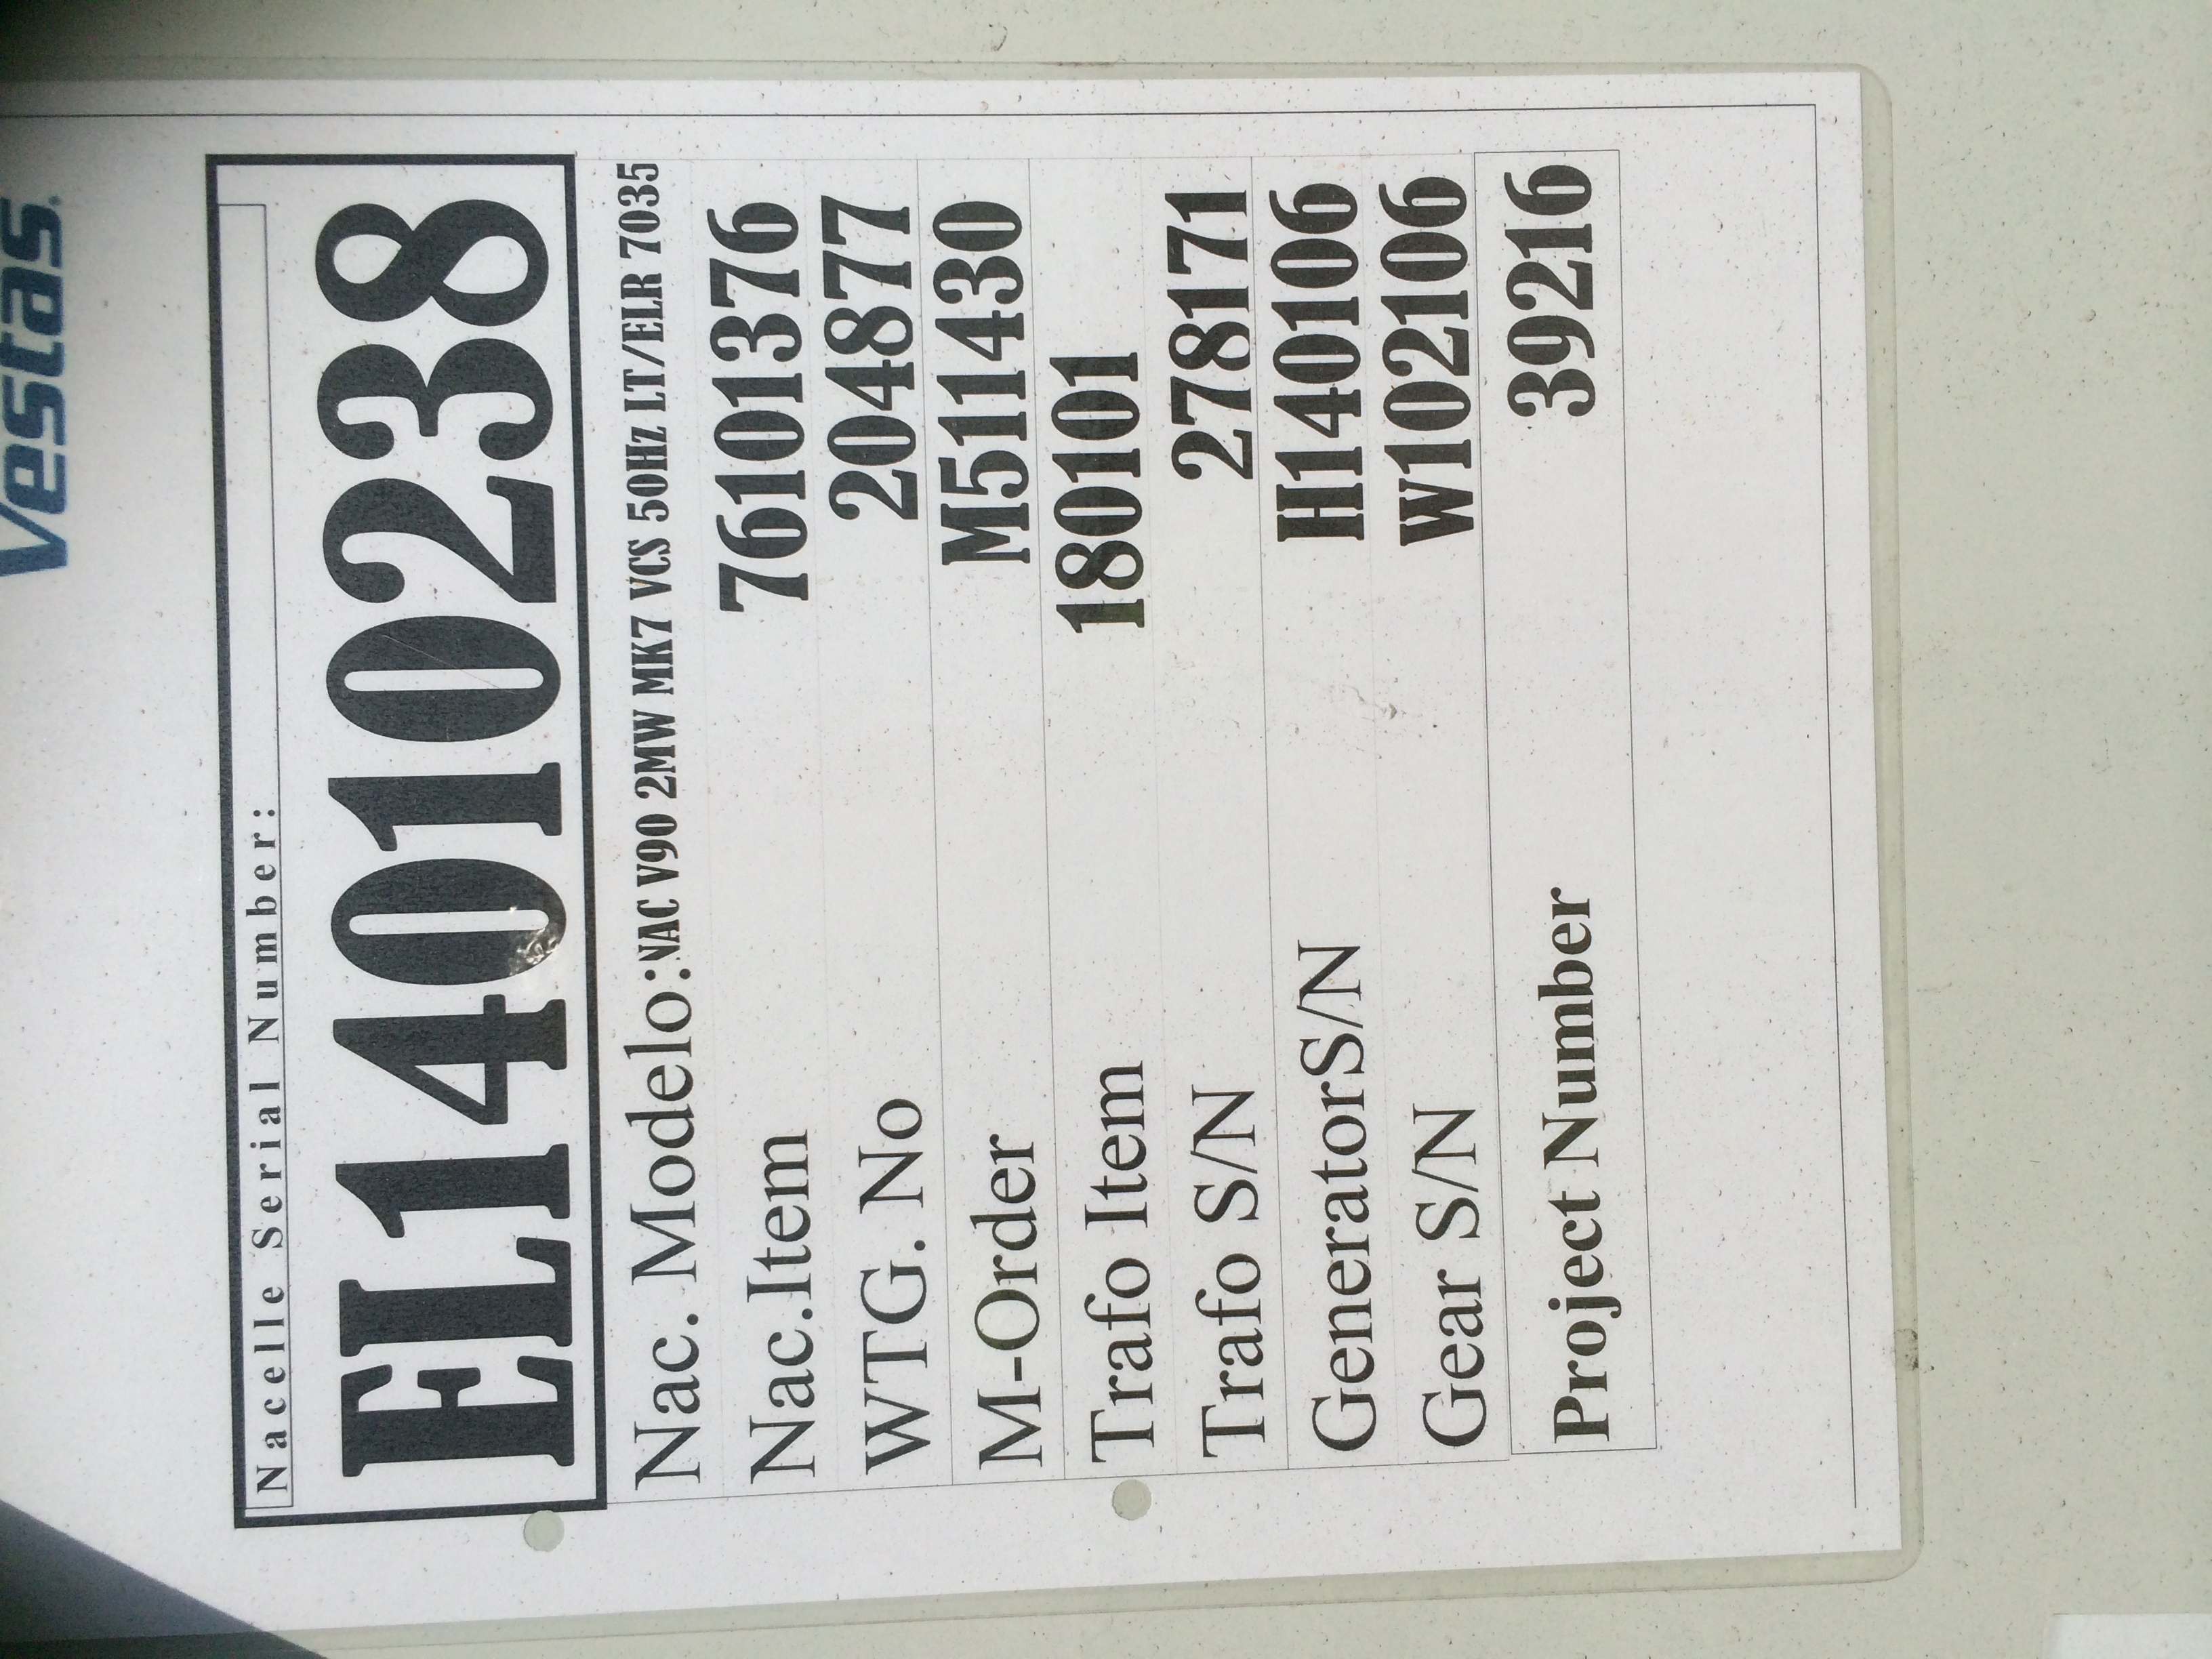 Vestas
Nacelle Serial Number:
EL14010238
Nac. Modelo: NAC V90 2MW MK7 VCS 50HZ LT/ELR 7035
Nac.Item 76101376
WTG. No 204877
M-Order M511430
Trafo Item 180101
Trafo S/N 278171
GeneratorS/N H140106
Gear S/N W102106
Project Number 39216